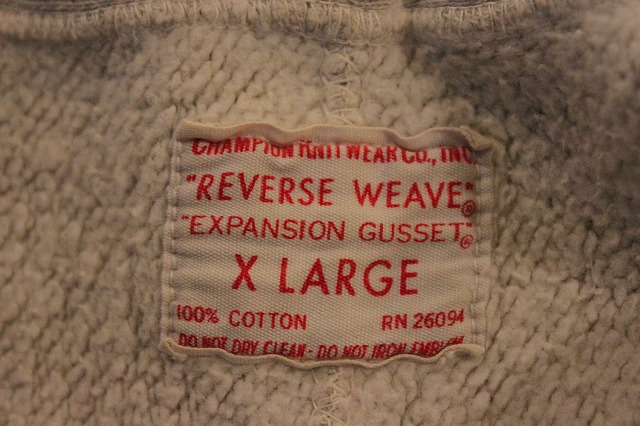 CHAMPION KNITWEAR CO., INC.
"REVERSE WEAVE"®
"EXPANSION GUSSET"®
X LARGE
100% COTTON RN 26094
DO NOT DRY CLEAN - DO NOT IRON EMBLEM